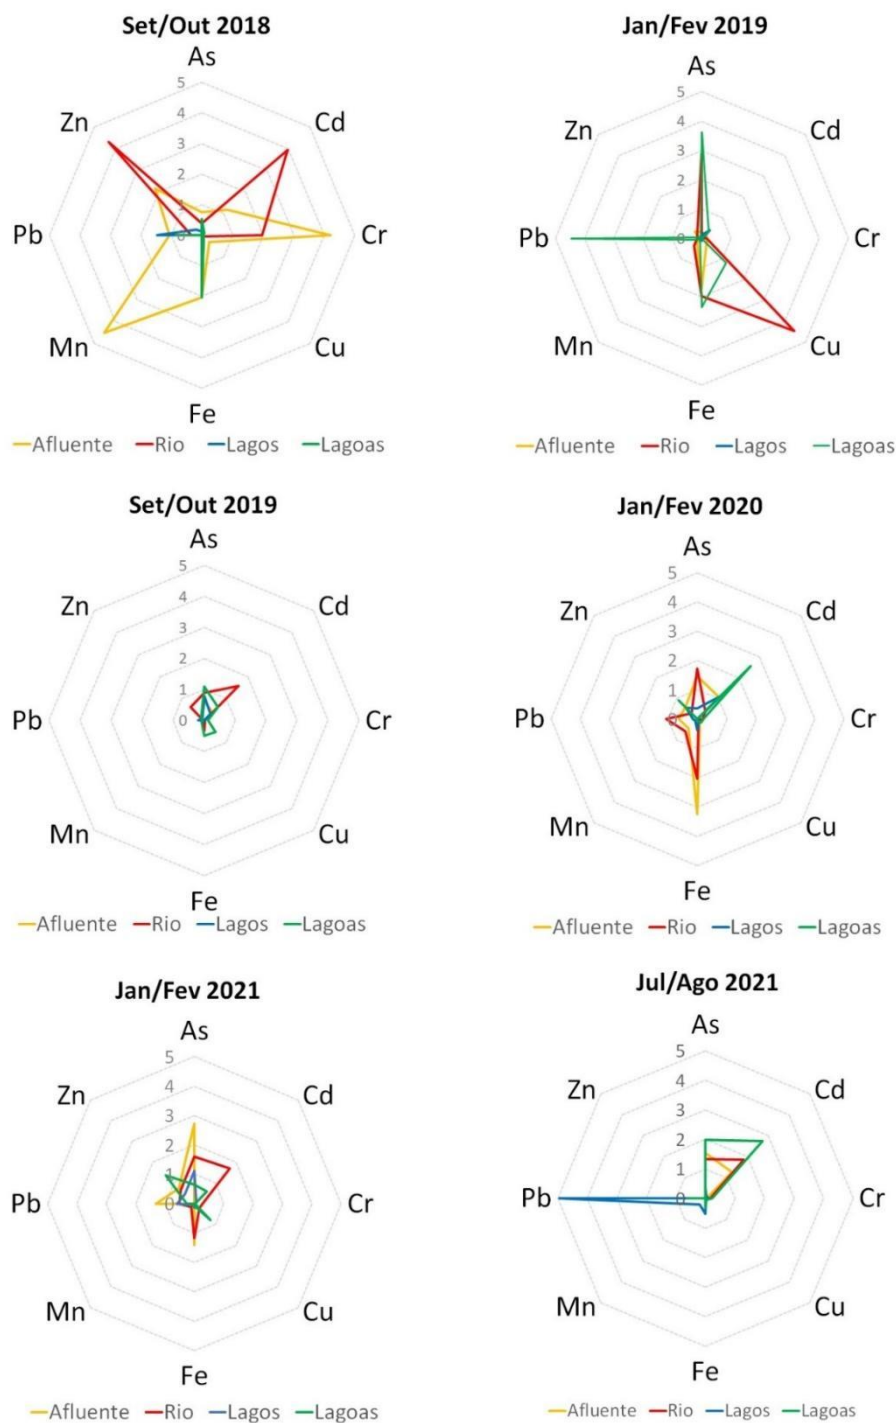 Set/Out 2018
As
5
4
3
2
1
0
Zn
Cd
Pb
Cr
Mn
Cu
Fe
Afluente Rio Lagos Lagoas
Jan/Fev 2019
As
5
4
3
2
1
0
Zn
Cd
Pb
Cr
Mn
Cu
Fe
Afluente Rio Lagos Lagoas
Set/Out 2019
As
5
4
3
2
1
0
Zn
Cd
Pb
Cr
Mn
Cu
Fe
Afluente Rio Lagos Lagoas
Jan/Fev 2020
As
5
4
3
2
1
0
Zn
Cd
Pb
Cr
Mn
Cu
Fe
Afluente Rio Lagos Lagoas
Jan/Fev 2021
As
5
4
3
2
1
0
Zn
Cd
Pb
Cr
Mn
Cu
Fe
Afluente Rio Lagos Lagoas
Jul/Ago 2021
As
5
4
3
2
1
0
Zn
Cd
Pb
Cr
Mn
Cu
Fe
Afluente Rio Lagos Lagoas